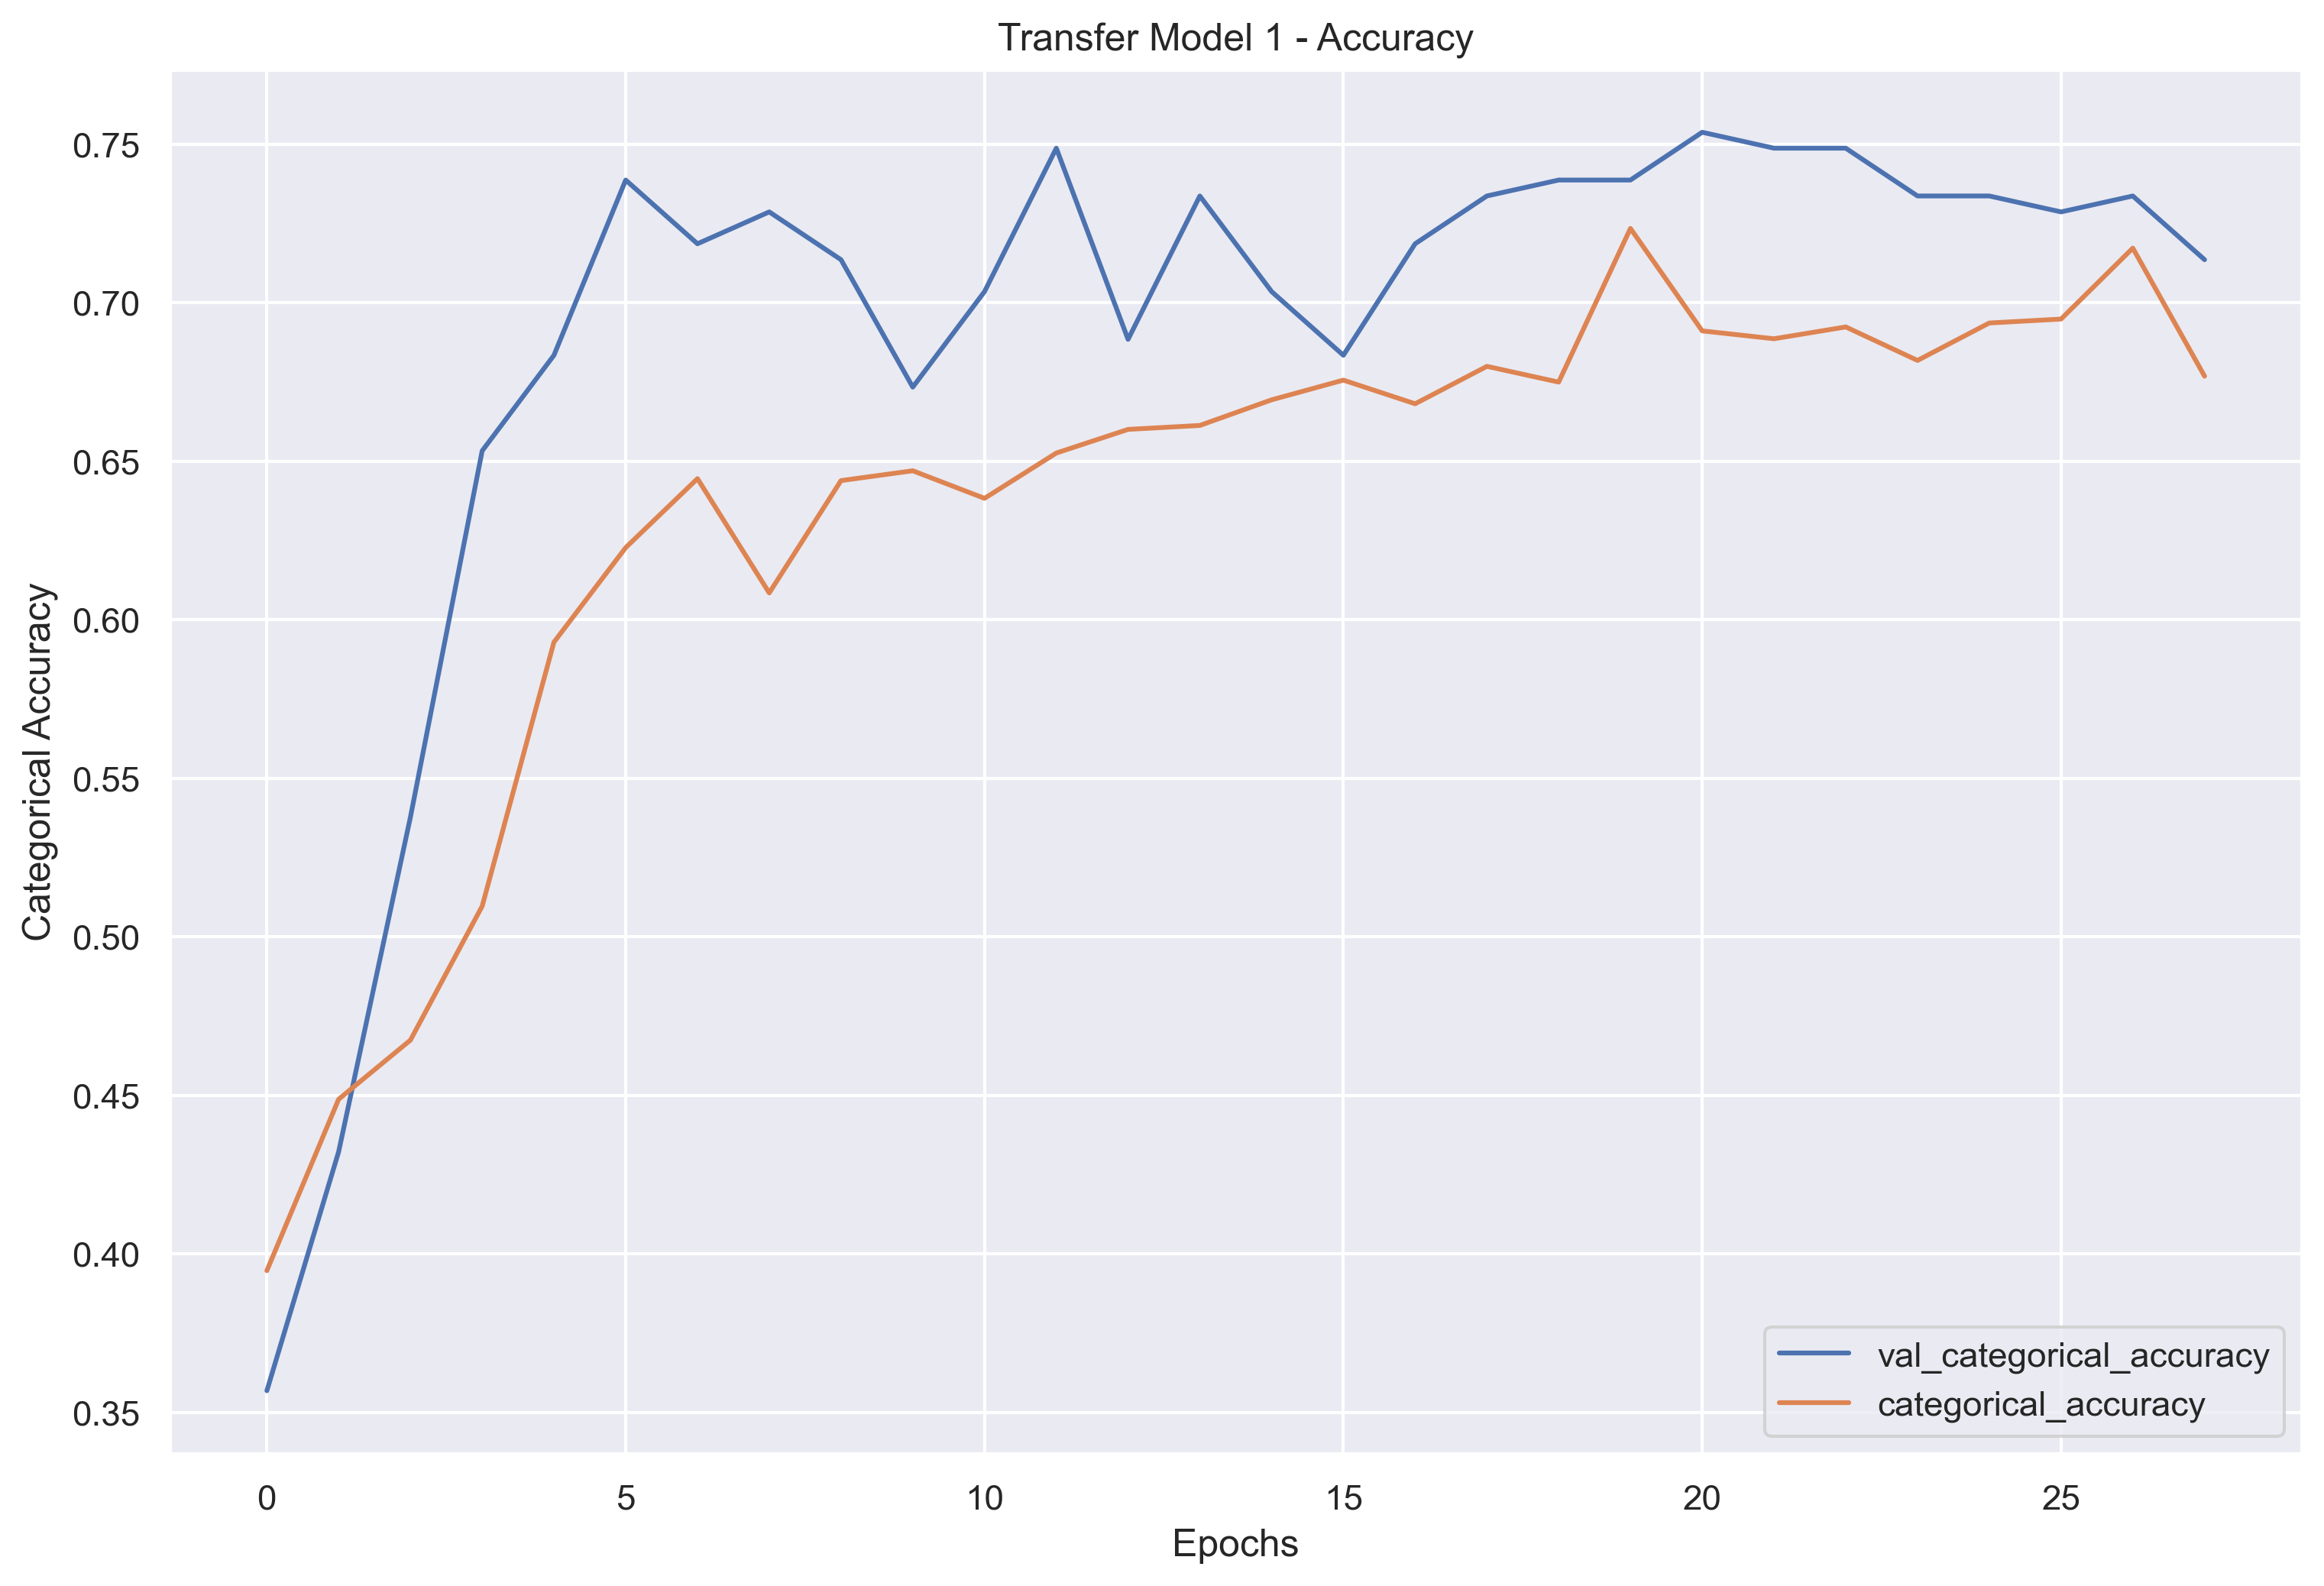 Transfer Model 1 - Accuracy
Categorical Accuracy
0.75
0.70
0.65
0.60
0.55
0.50
0.45
0.40
0.35
val_categorical_accuracy
categorical_accuracy
0 5 10 15 20 25
Epochs